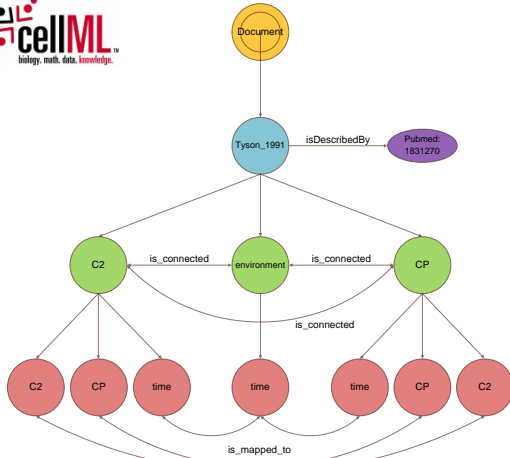 Document
cellML™
biology. math. data. knowledge.
Tyson_1991
isDescribedBy
Pubmed:
1831270
C2
is_connected
environment
is_connected
CP
is_connected
C2
CP
time
time
time
CP
C2
is_mapped_to